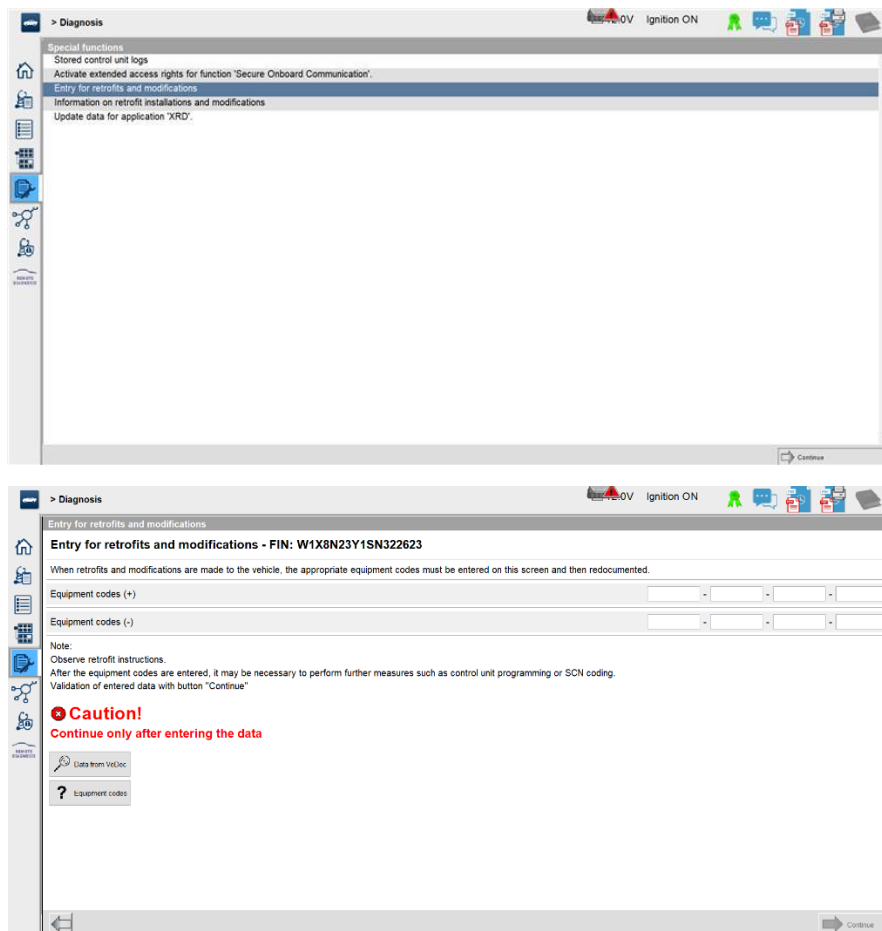 > Diagnosis
Ignition ON
Special functions
Stored control unit logs
Activate extended access rights for function 'Secure Onboard Communication'.
Entry for retrofits and modifications
Information on retrofit installations and modifications
Update data for application 'XRD'.
REMOTE
DIAGNOSIS
Continue
> Diagnosis
Ignition ON
Entry for retrofits and modifications
Entry for retrofits and modifications - FIN: W1X8N23Y1SN322623
When retrofits and modifications are made to the vehicle, the appropriate equipment codes must be entered on this screen and then redocumented.
Equipment codes (+) - - -
Equipment codes (-) - - -
Note:
Observe retrofit instructions.
After the equipment codes are entered, it may be necessary to perform further measures such as control unit programming or SCN coding.
Validation of entered data with button "Continue"
Caution!
Continue only after entering the data
REMOTE
DIAGNOSIS
Data from VeDoc
? Equipment codes
Continue